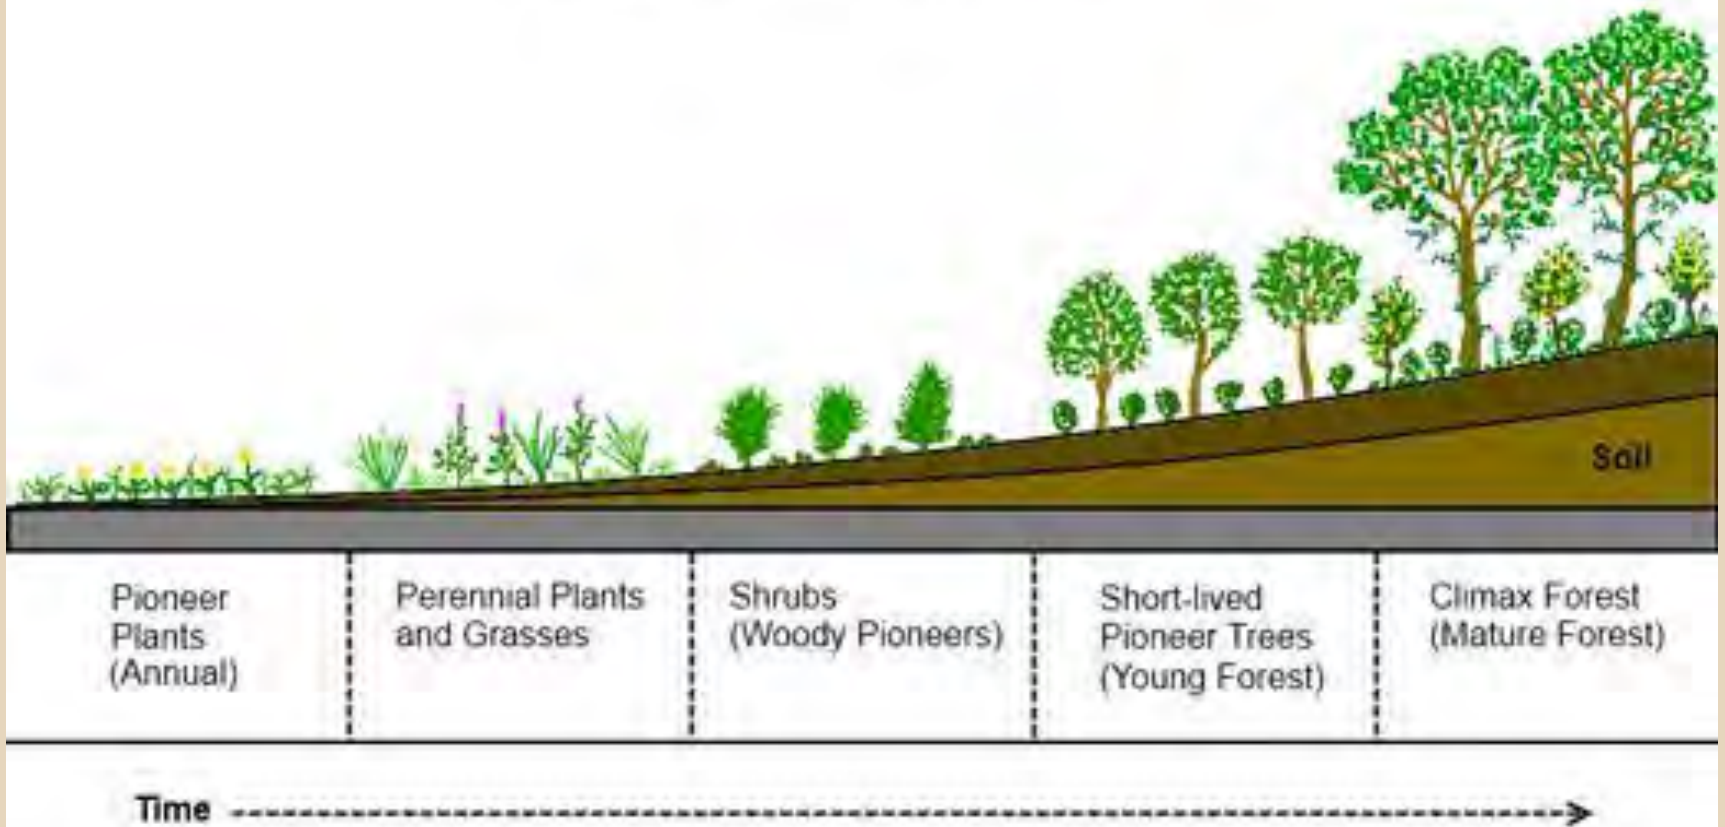 Soil
Pioneer
Plants
(Annual)
Perennial Plants
and Grasses
Shrubs
(Woody Pioneers)
Short-lived
Pioneer Trees
(Young Forest)
Climax Forest
(Mature Forest)
Time